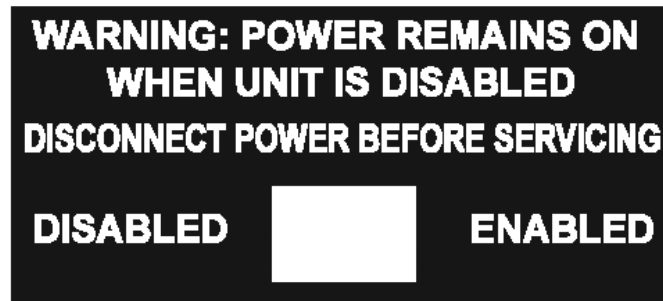 WARNING: POWER REMAINS ON
WHEN UNIT IS DISABLED
DISCONNECT POWER BEFORE SERVICING
DISABLED ENABLED